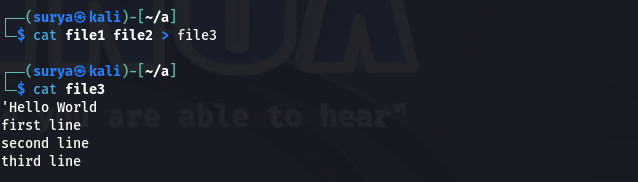 ┌──(surya㉿kali)-[~/a]
└─$ cat file1 file2 > file3
┌──(surya㉿kali)-[~/a]
└─$ cat file3
'Hello World
first line
are able to hear"
second line
third line